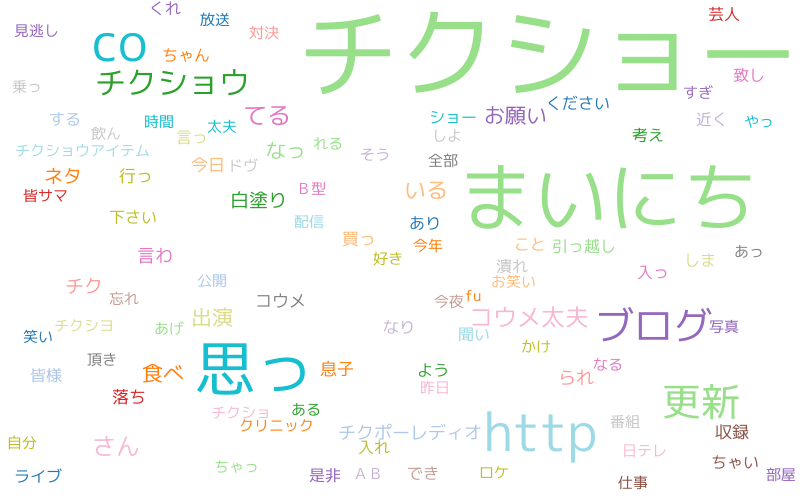 くれ
芸人
放送
見逃し
対決
チクショー
co
ちゃん
致し
チクショウ
乗っ
すぎ
ください
てる
お願い
ショー
する
時間
太夫
近く
やっ
飲ん
言っ
しよ
考え
れる
なっ
チクショウアイテム
そう
全部
今日
ドヴ
ネタ
行っ
B型
いる
まいにち
皆サマ
白塗り
下さい
配信
あり
買っ
今年
こと
引っ越し
あっ
言わ
好き
潰れ
しま
入っ
公開
お笑い
チク
忘れ
コウメ
今夜
fu
出演
コウメ太夫
ブログ
チクシヨ
あげ
なり
写真
笑い
聞い
かけ
頂き
思っ
なる
食べ
息子
よう
皆様
られ
昨日
落ち
更新
チクショ
ある
クリニック
番組
チクポーレディオ
http
収録
自分
さん
入れ
日テレ
ちゃい
ちゃっ
ライブ
是非
AB
でき
ロケ
部屋
仕事